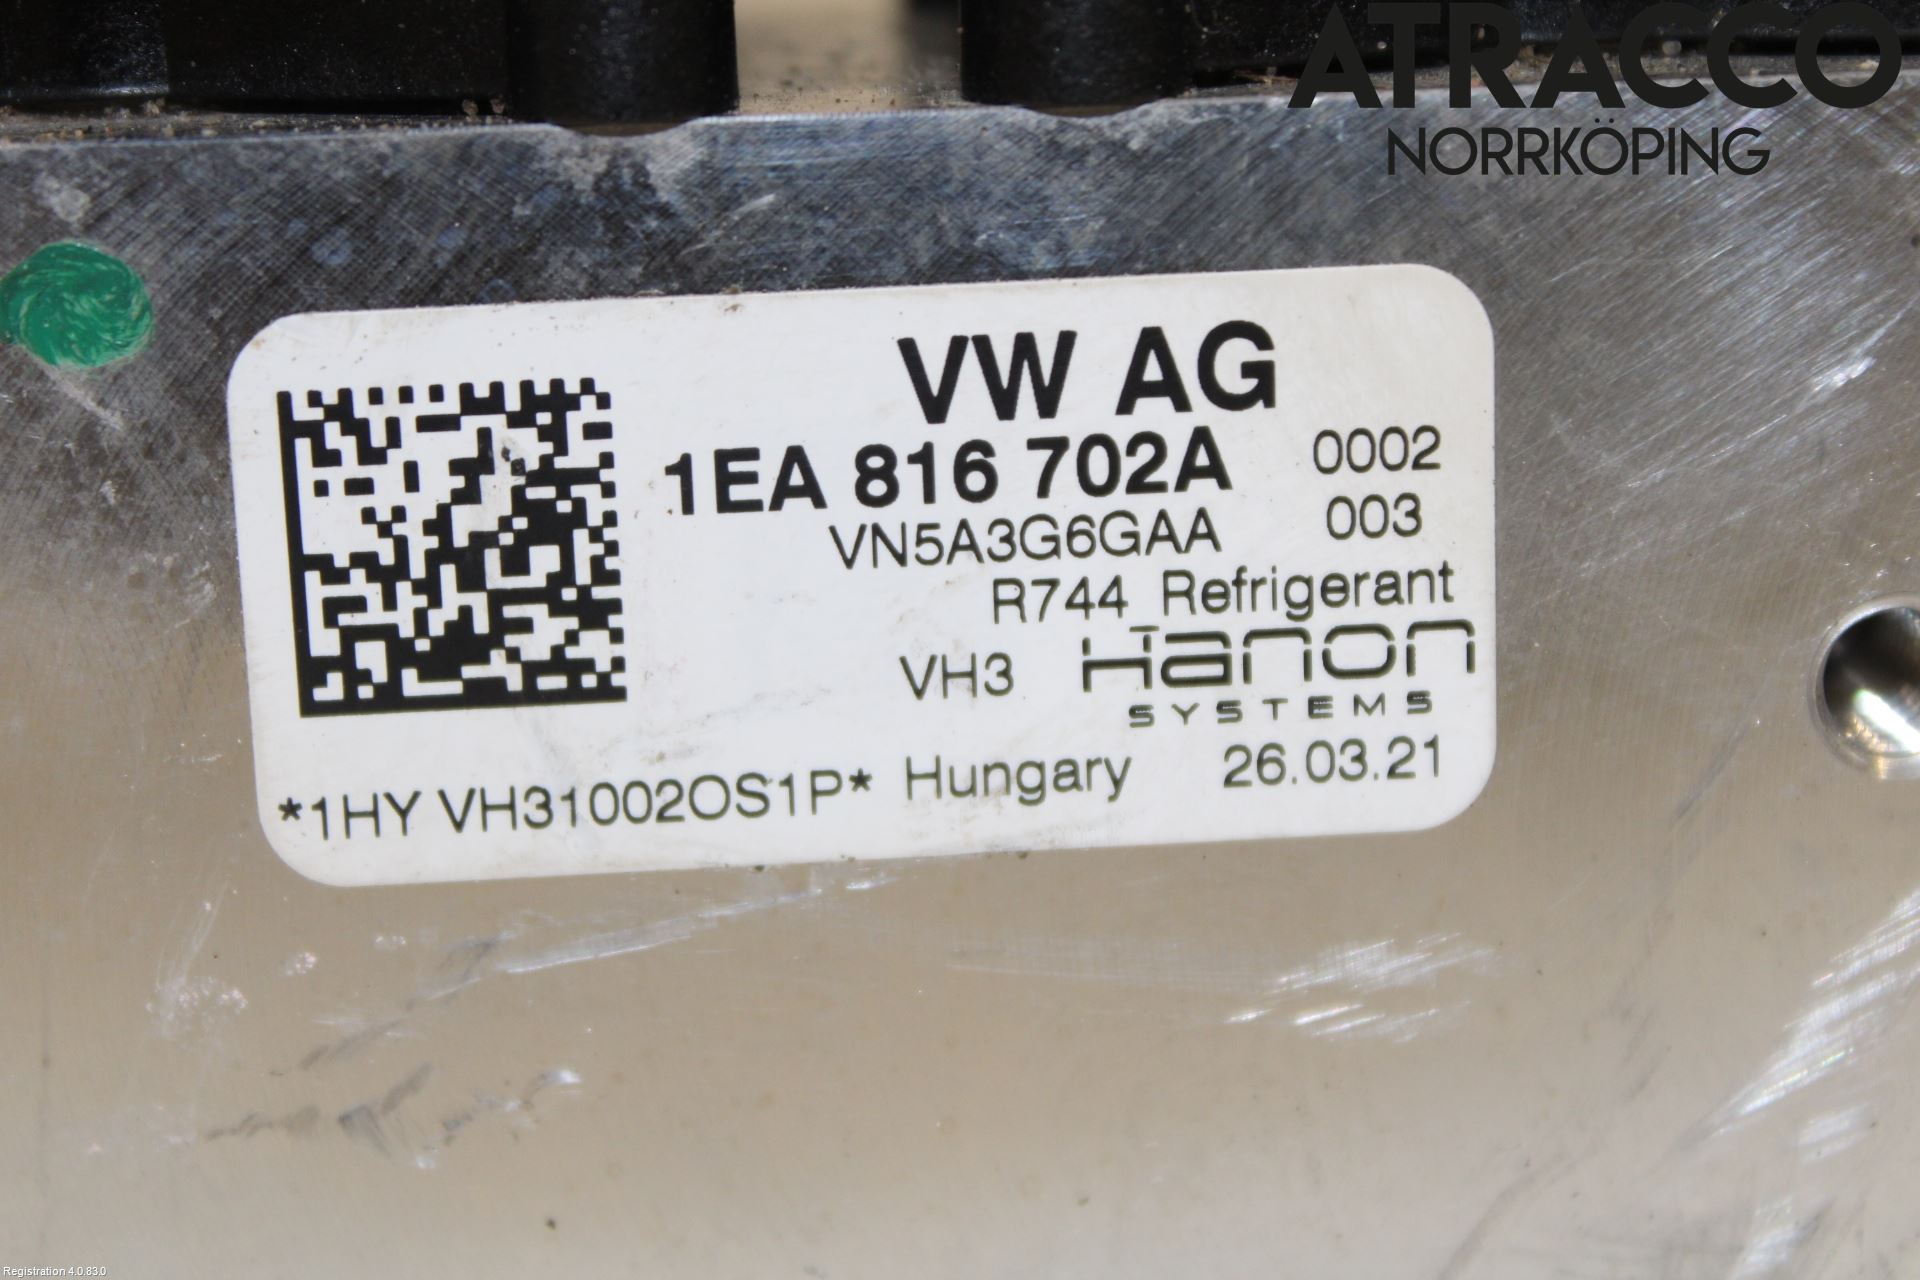 ATRACCO
NORRKÖPING
VW AG
1EA 816 702A 0002
VN5A3G6GAA 003
R744 Refrigerant
VH3 Hanon
SYSTEMS
*1HY VH31002OS1P* Hungary 26.03.21
Registration 4.0.83.0